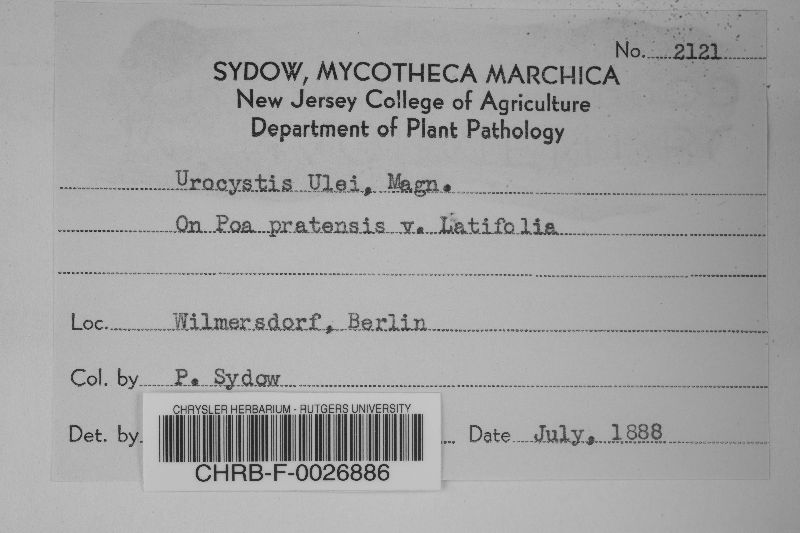 No. 2121
SYDOW, MYCOTHECA MARCHICA
New Jersey College of Agriculture
Department of Plant Pathology
Urocystis Ulei, Magn.
On Poa pratensis v. Latifolia
Loc. Wilmersdorf, Berlin
Col. by P. Sydow
Det. by Date July, 1888
CHRYSLER HERBARIUM - RUTGERS UNIVERSITY
CHRB-F-0026886